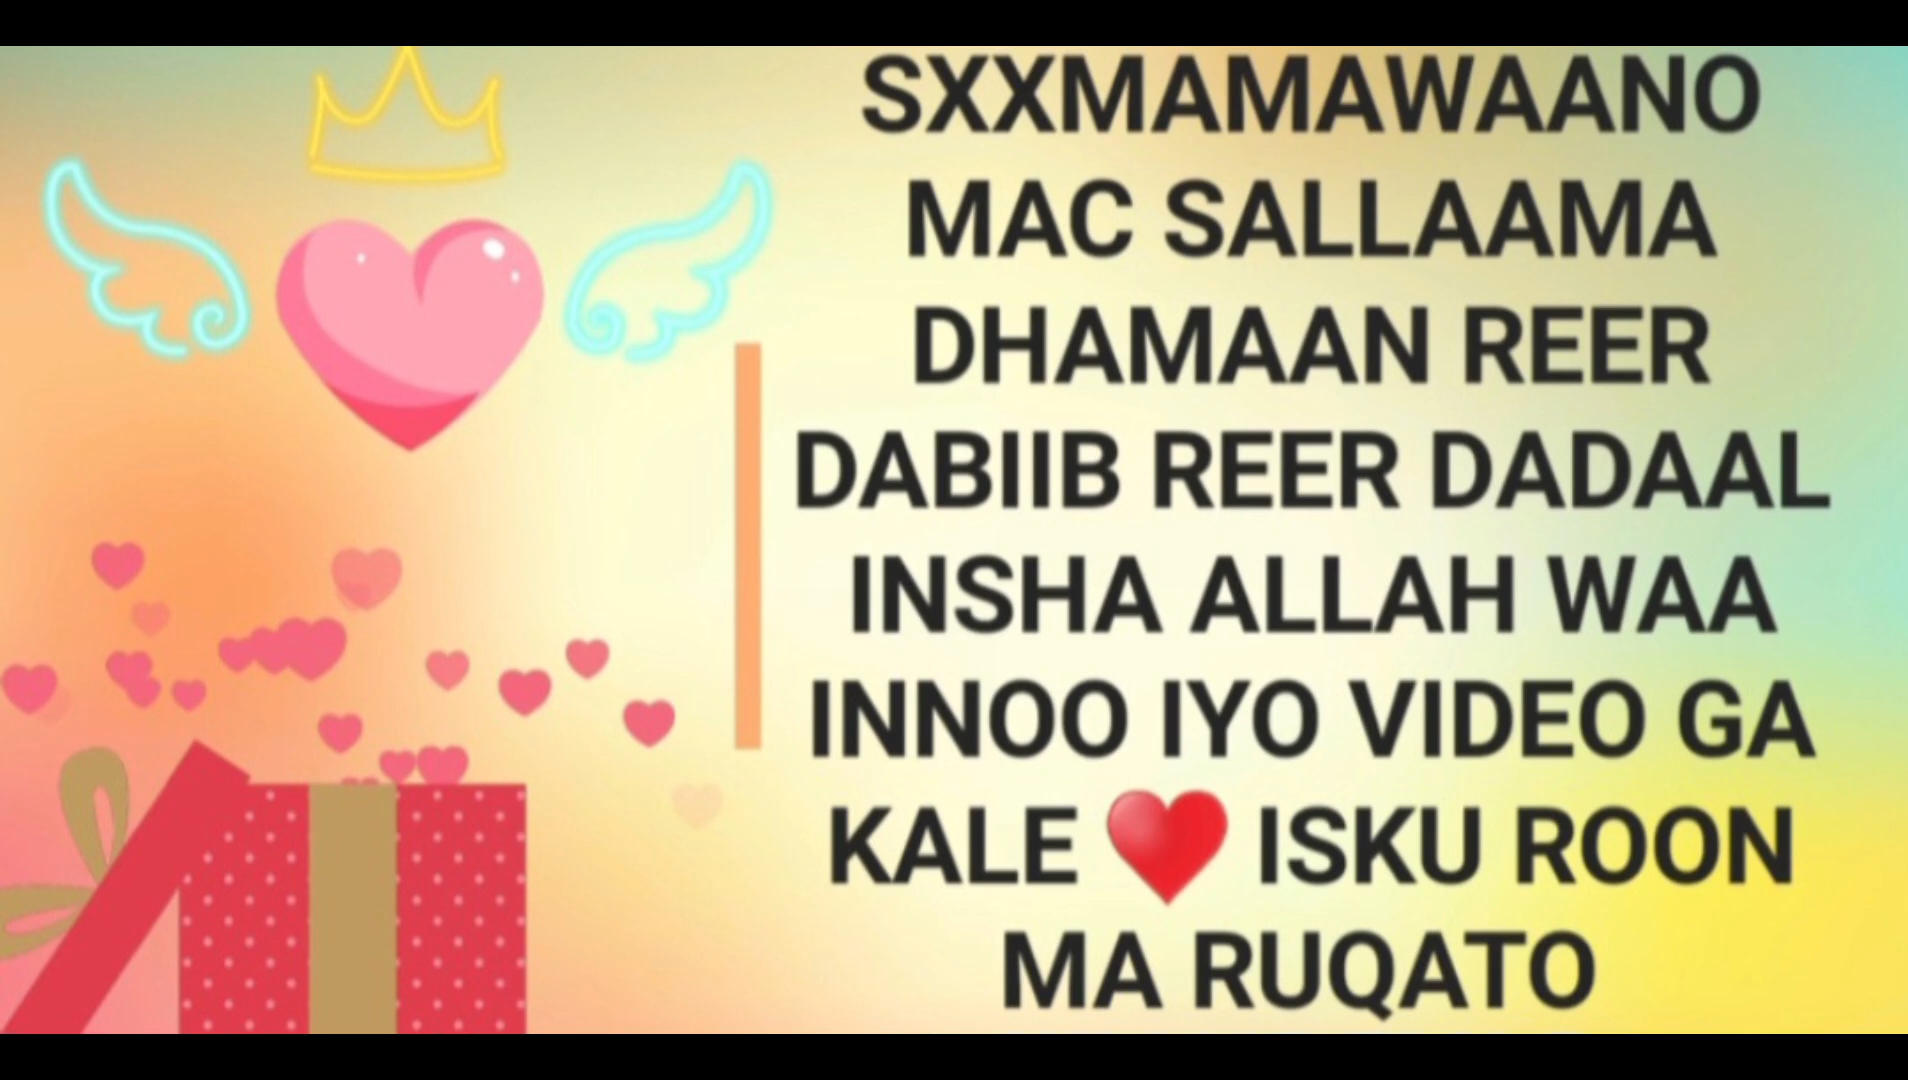 SXXMAMAWAANO
MAC SALLAAMA
DHAMAAN REER
DABIIB REER DADAAL
INSHA ALLAH WAA
INNOO IYO VIDEO GA
KALE ❤️ ISKU ROON
MA RUQATO